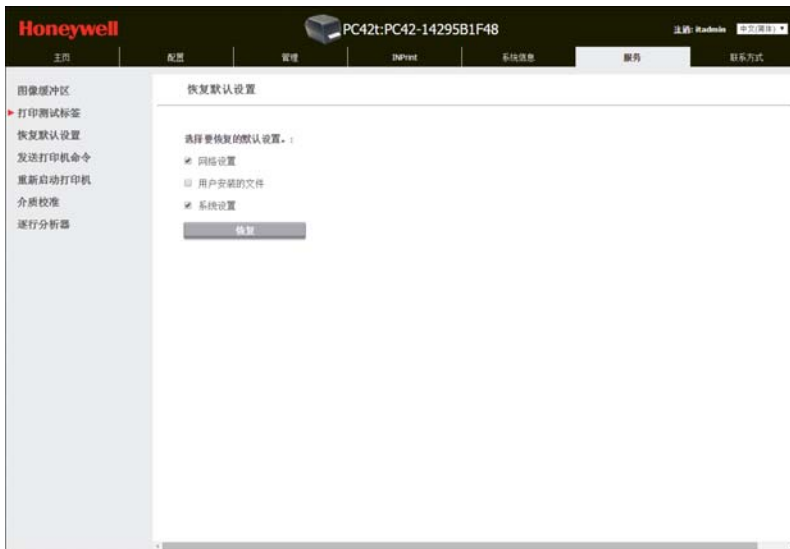 Honeywell
PC42t:PC42-14295B1F48
注销: itadmin 中文(简体)
主页 配置 管理 INPrint 系统信息 服务 联系方式
图像缓冲区
打印测试标签
恢复默认设置
发送打印机命令
重新启动打印机
介质校准
逐行分析器
恢复默认设置
选择要恢复的默认设置。:
网络设置
用户安装的文件
系统设置
恢复